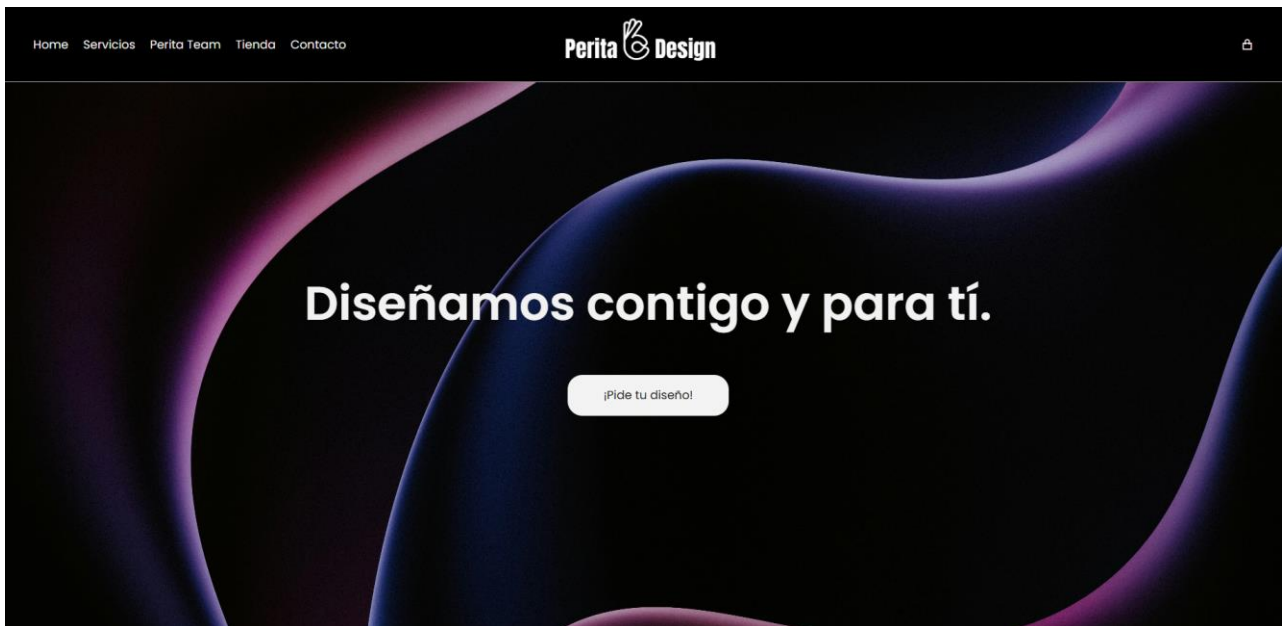 Home Servicios Perita Team Tienda Contacto
Perita Design
Diseñamos contigo y para tí.
¡Pide tu diseño!